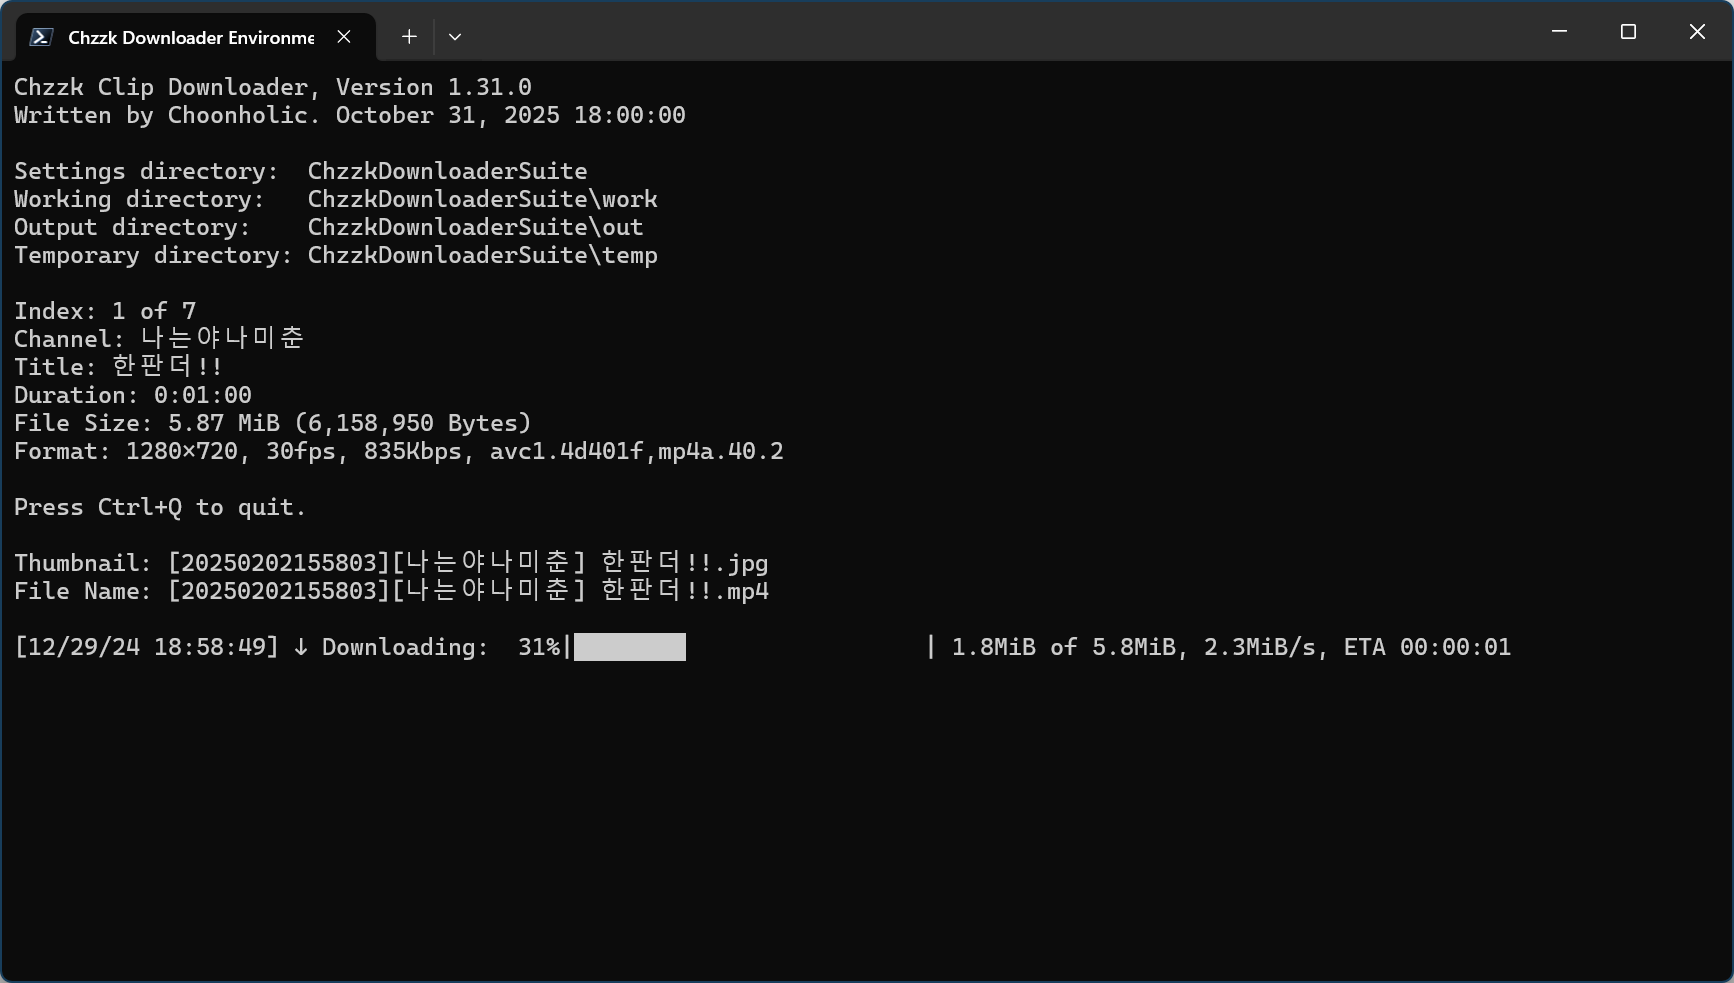 Chzzk Downloader Environme
Chzzk Clip Downloader, Version 1.31.0
Written by Choonholic. October 31, 2025 18:00:00
Settings directory:  ChzzkDownloaderSuite
Working directory:   ChzzkDownloaderSuite\work
Output directory:    ChzzkDownloaderSuite\out
Temporary directory: ChzzkDownloaderSuite\temp
Index: 1 of 7
Channel: 나는야나미춘
Title: 한판더!!
Duration: 0:01:00
File Size: 5.87 MiB (6,158,950 Bytes)
Format: 1280×720, 30fps, 835Kbps, avc1.4d401f,mp4a.40.2
Press Ctrl+Q to quit.
Thumbnail: [20250202155803][나는야나미춘] 한판더!!.jpg
File Name: [20250202155803][나는야나미춘] 한판더!!.mp4
[12/29/24 18:58:49] ↓ Downloading:  31%|████████                 | 1.8MiB of 5.8MiB, 2.3MiB/s, ETA 00:00:01